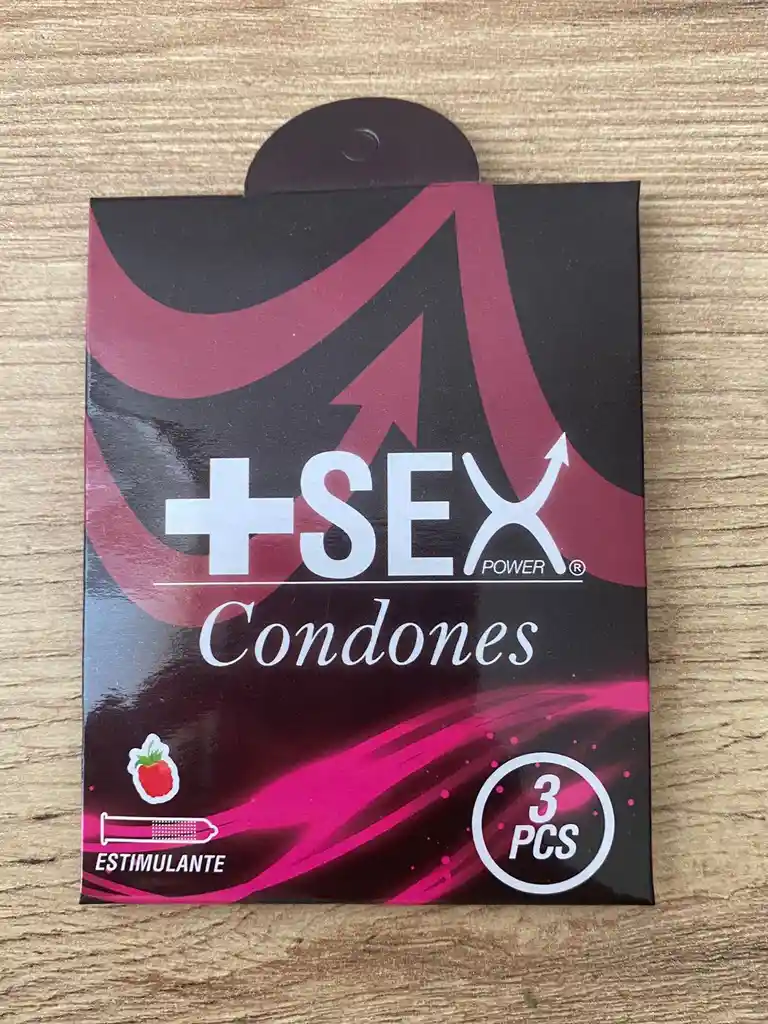 +SEX
POWER ®
Condones
3
PCS
ESTIMULANTE